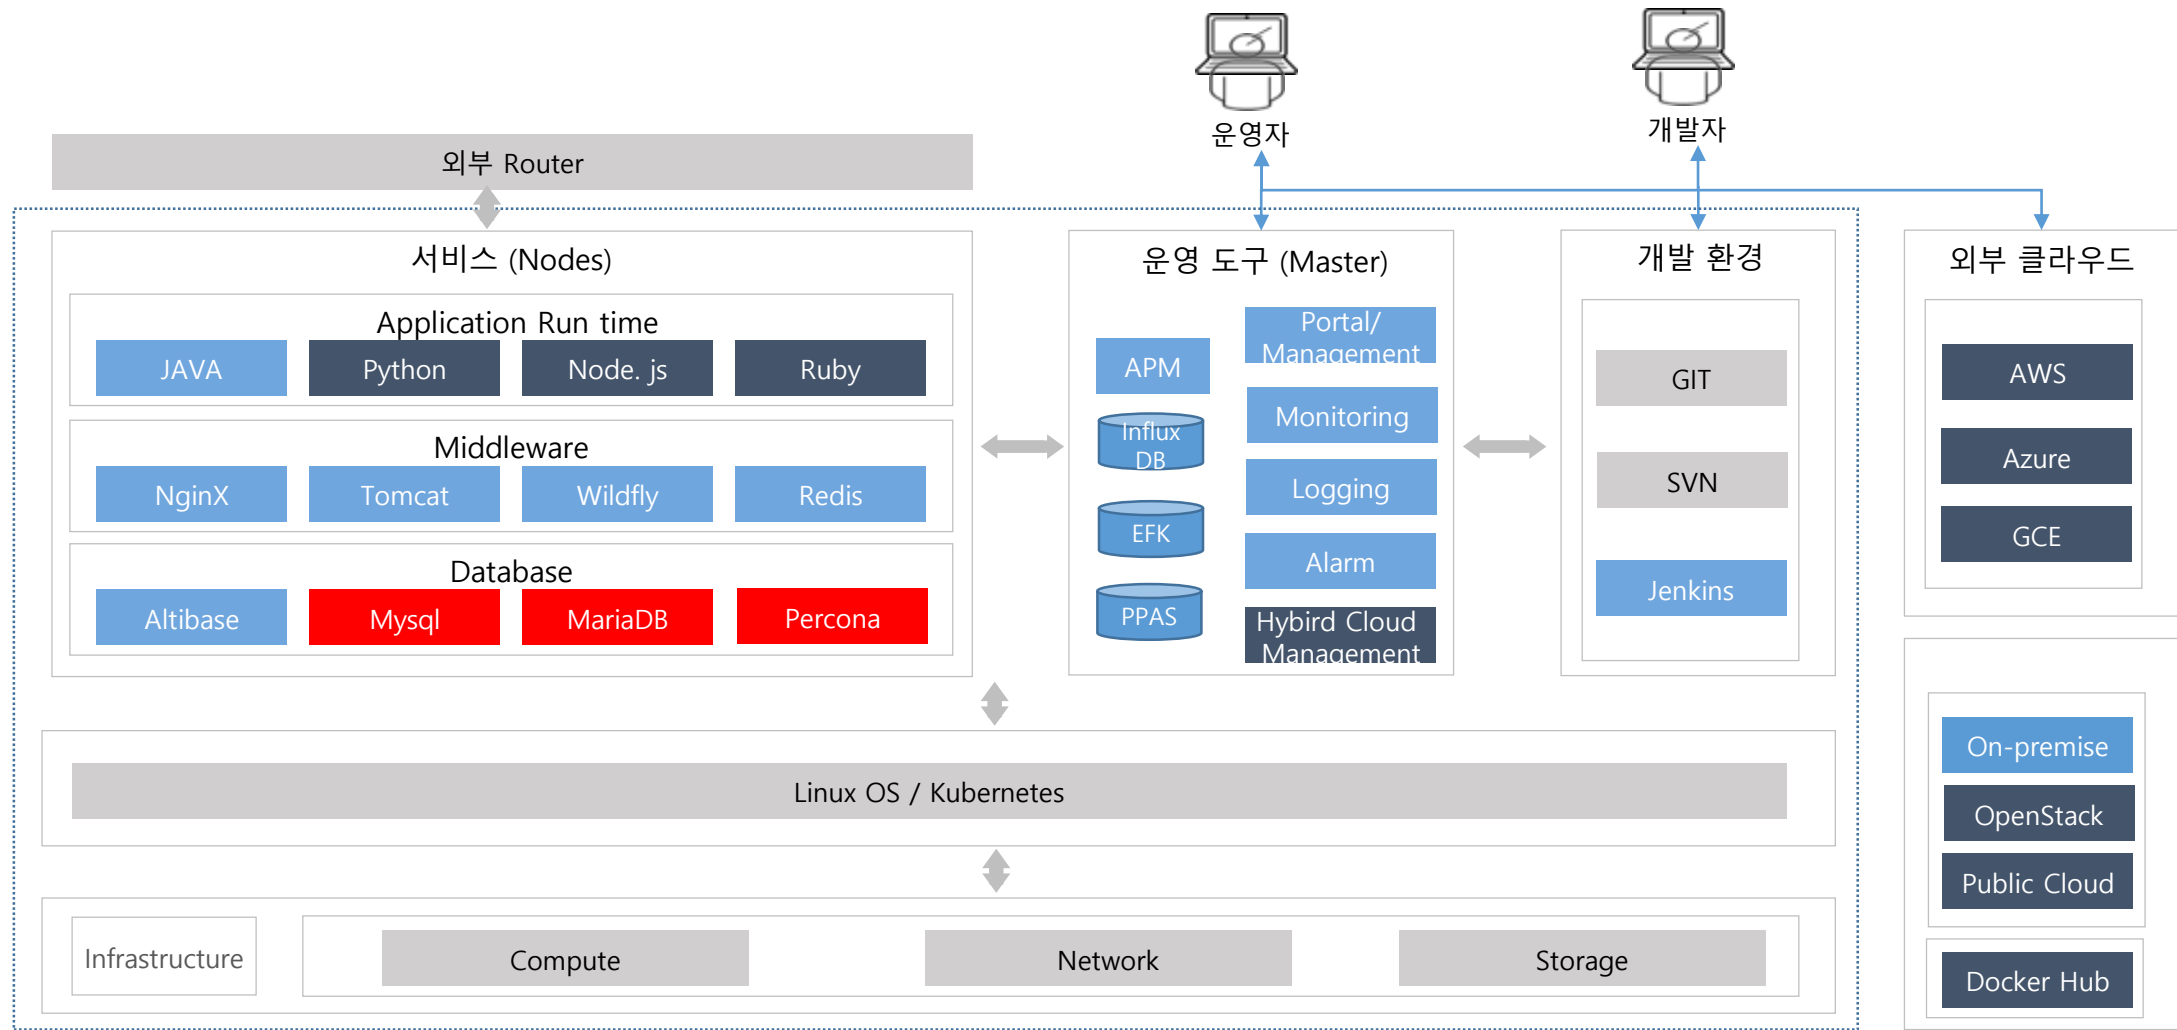 운영자
개발자
외부 Router
서비스 (Nodes)
Application Run time
JAVA
Python
Node. js
Ruby
Middleware
NginX
Tomcat
Wildfly
Redis
Database
Altibase
Mysql
MariaDB
Percona
운영 도구 (Master)
APM
Influx
DB
EFK
PPAS
Portal/
Management
Monitoring
Logging
Alarm
Hybird Cloud
Management
개발 환경
GIT
SVN
Jenkins
외부 클라우드
AWS
Azure
GCE
On-premise
OpenStack
Public Cloud
Docker Hub
Linux OS / Kubernetes
Infrastructure
Compute
Network
Storage